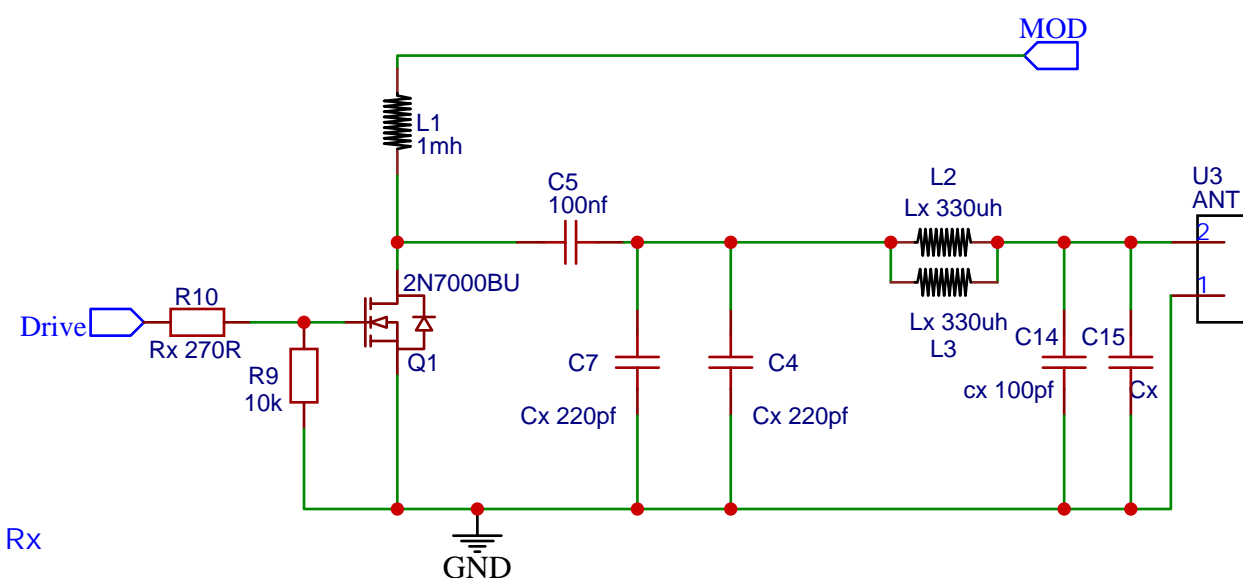 MOD
L1
1mh
C5
100nf
L2
Lx 330uh
U3
ANT
2
1
2N7000BU
R10
Drive
Rx 270R
Q1
R9
10k
Lx 330uh
L3
C7
C4
C14
C15
Cx 220pf
Cx 220pf
cx 100pf
Cx
Rx
GND